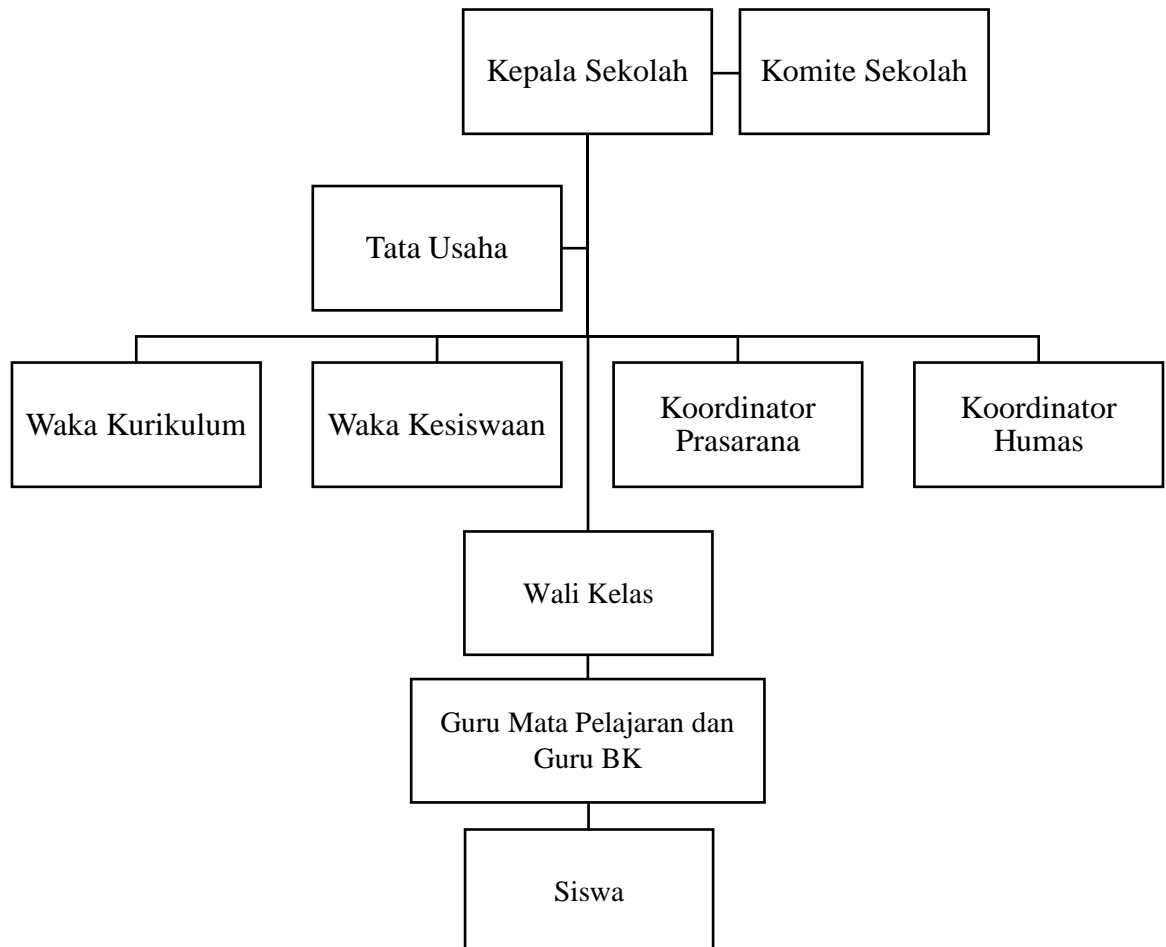 Kepala Sekolah
Komite Sekolah
Tata Usaha
Waka Kurikulum
Waka Kesiswaan
Koordinator
Prasarana
Koordinator
Humas
Wali Kelas
Guru Mata Pelajaran dan
Guru BK
Siswa